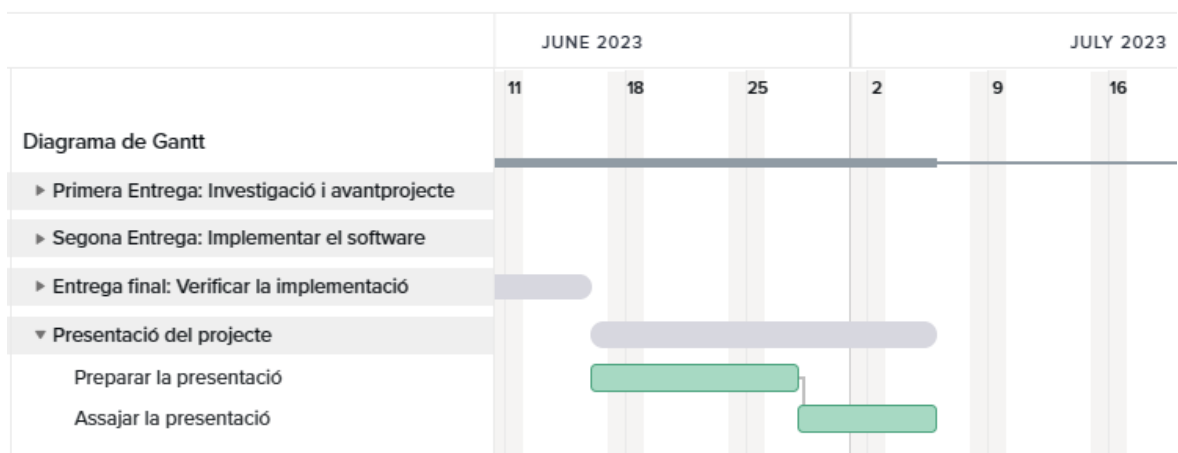 JUNE 2023 JULY 2023
11 18 25 2 9 16
Diagrama de Gantt
Primera Entrega: Investigació i avantprojecte
Segona Entrega: Implementar el software
Entrega final: Verificar la implementació
Presentació del projecte
Preparar la presentació
Assajar la presentació